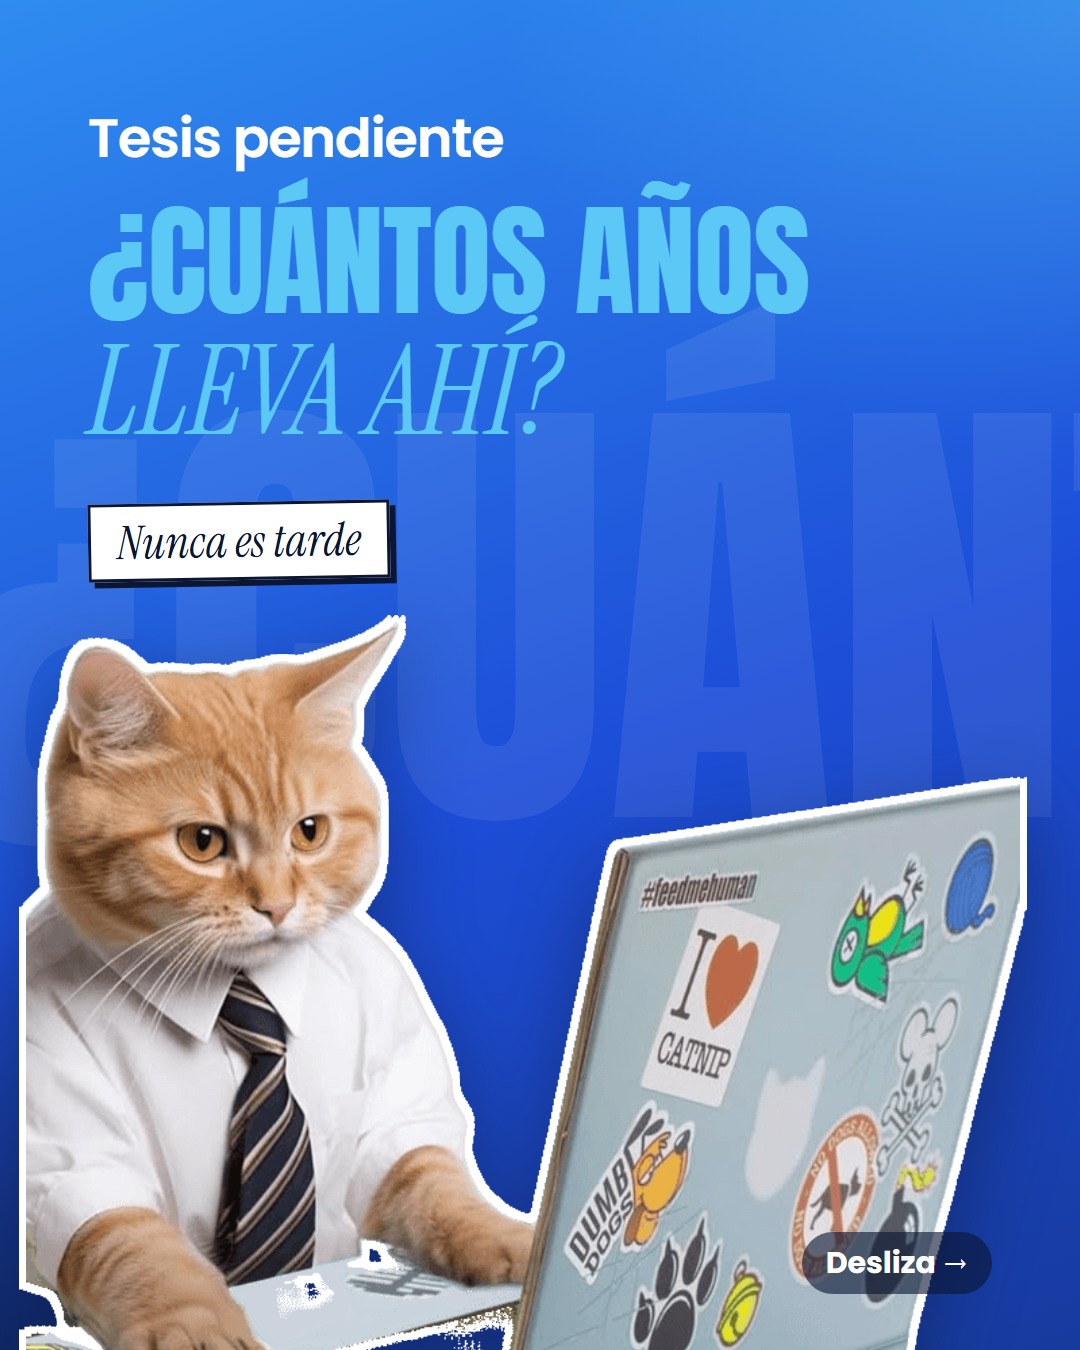 Tesis pendiente
¿CUÁNTOS AÑOS
LLEVA AHÍ?
Nunca es tarde
#feedmehuman
I
CATNIP
NO DOGS ALLOWED
DUMB
DOGS
Desliza →